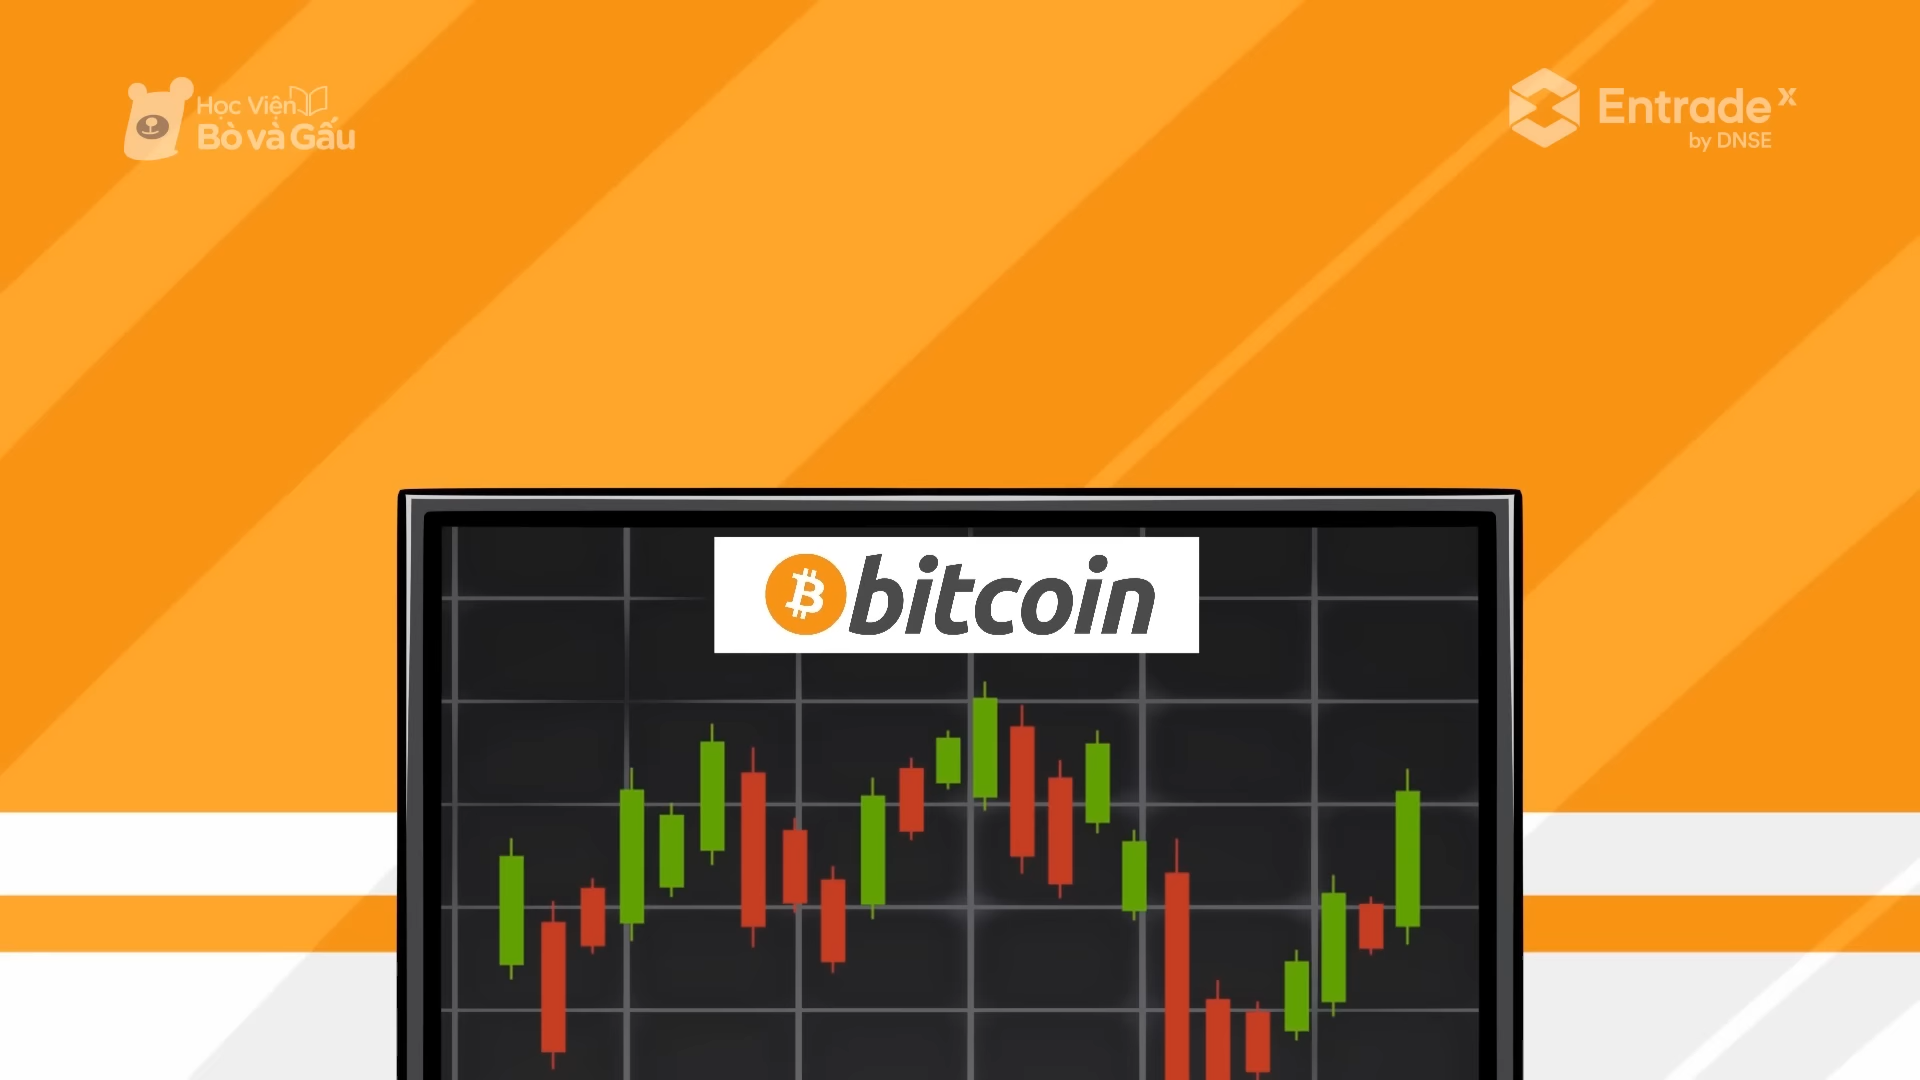 Học Viện
Bò và Gấu
Entrade X
by DNSE
bitcoin